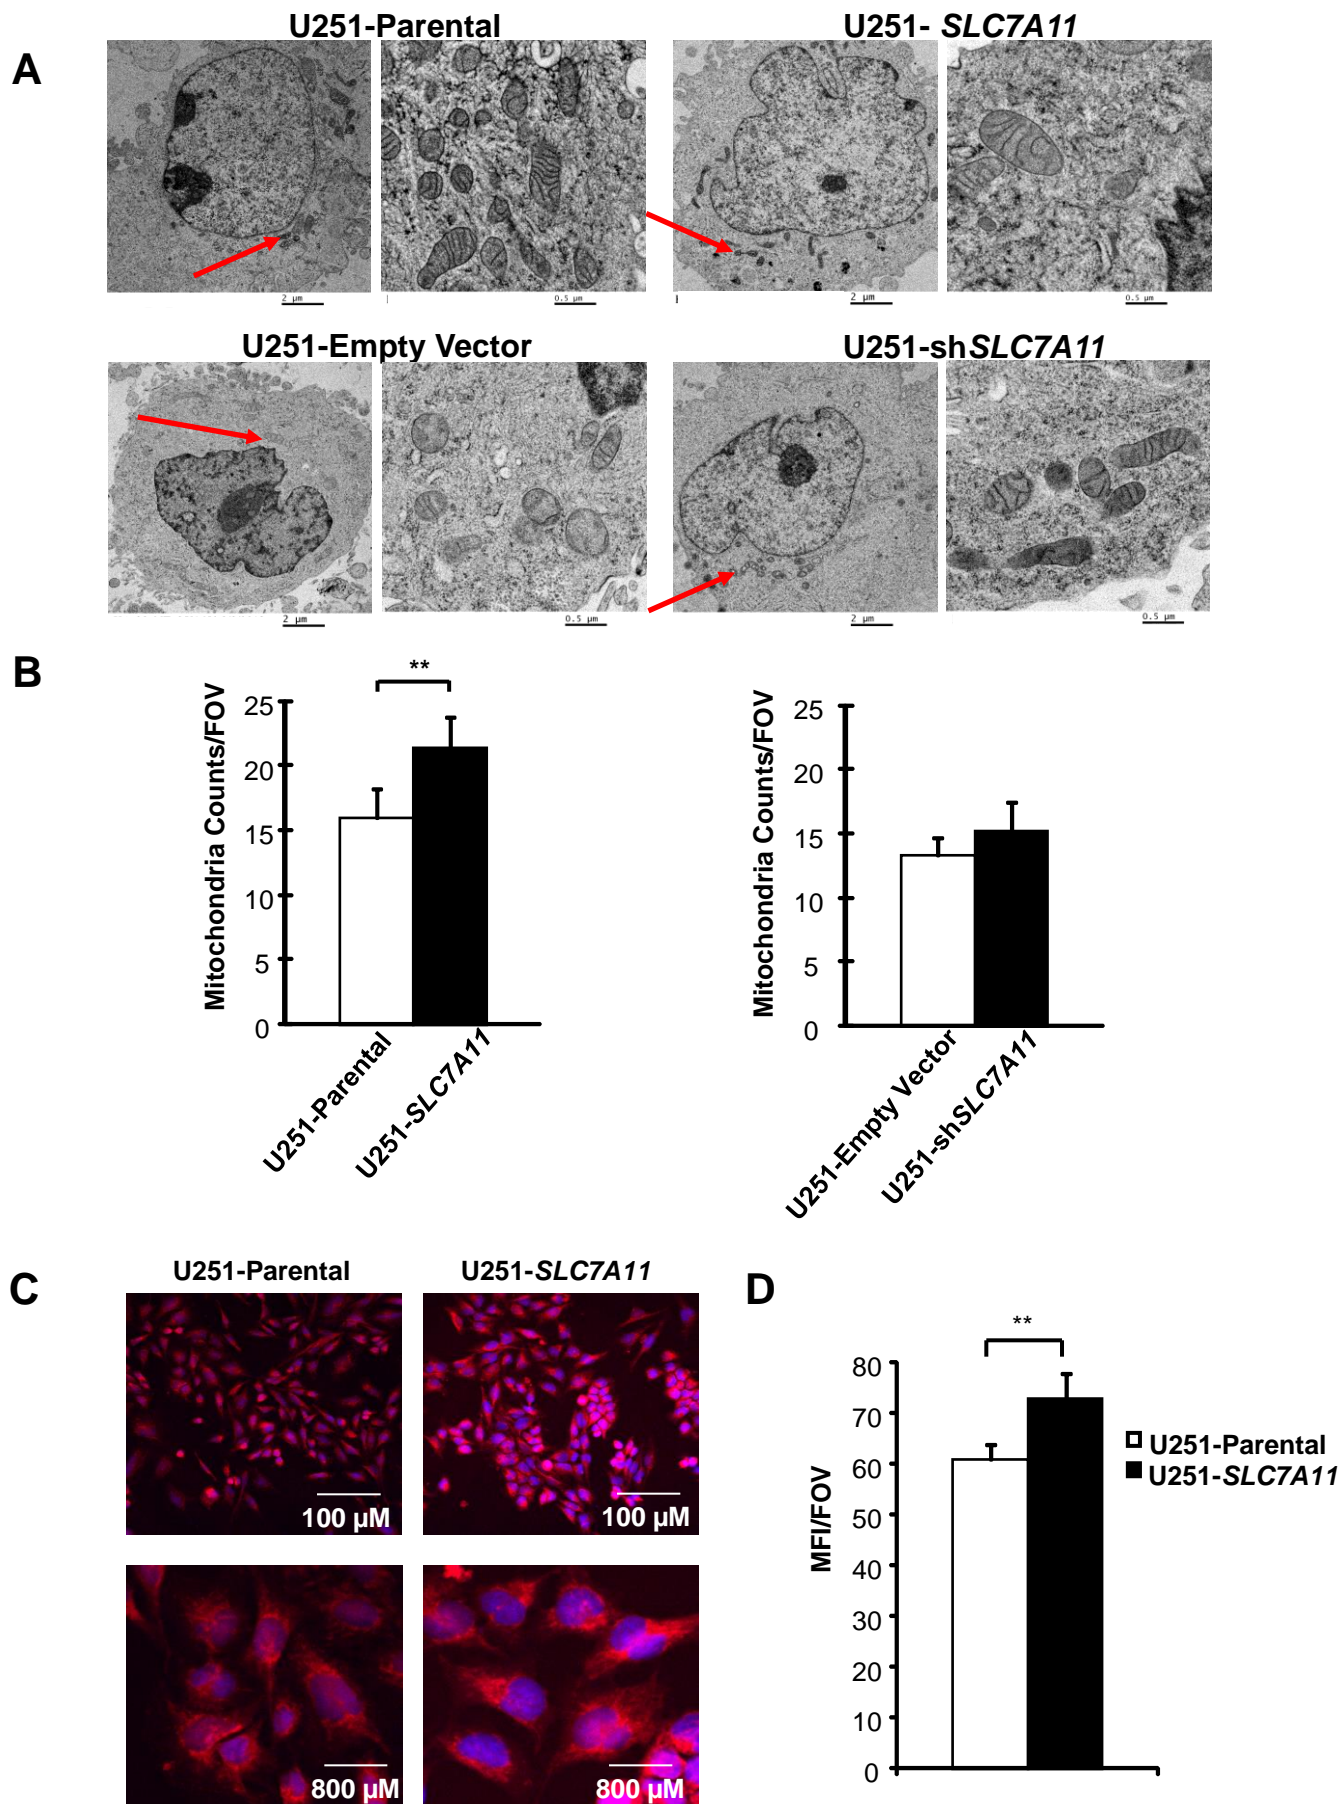 U251-Parental
U251- SLC7A11
A
2 µm
0.5 µm
2 µm
0.5 µm
U251-Empty Vector
U251-shSLC7A11
2 µm
0.5 µm
2 µm
0.5 µm
B
**
Mitochondria Counts/FOV
25
20
15
10
5
0
U251-Parental
U251-SLC7A11
Mitochondria Counts/FOV
25
20
15
10
5
0
U251-Empty Vector
U251-shSLC7A11
C
U251-Parental
U251-SLC7A11
100 µM
100 µM
800 µM
800 µM
D
**
MFI/FOV
80
70
60
50
40
30
20
10
0
U251-Parental
U251-SLC7A11